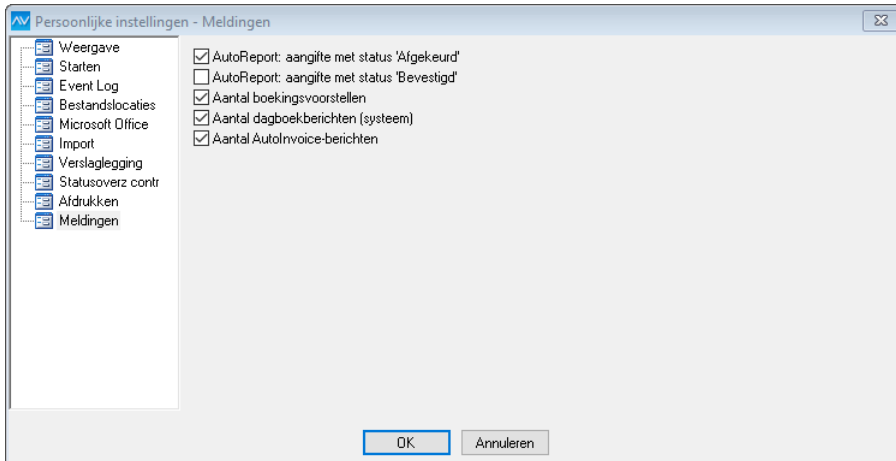 Persoonlijke instellingen - Meldingen
Weergave
Starten
Event Log
Bestandslocaties
Microsoft Office
Import
Verslaglegging
Statusoverz contr
Afdrukken
Meldingen
AutoReport: aangifte met status 'Afgekeurd'
AutoReport: aangifte met status 'Bevestigd'
Aantal boekingsvoorstellen
Aantal dagboekberichten (systeem)
Aantal AutoInvoice-berichten
OK
Annuleren